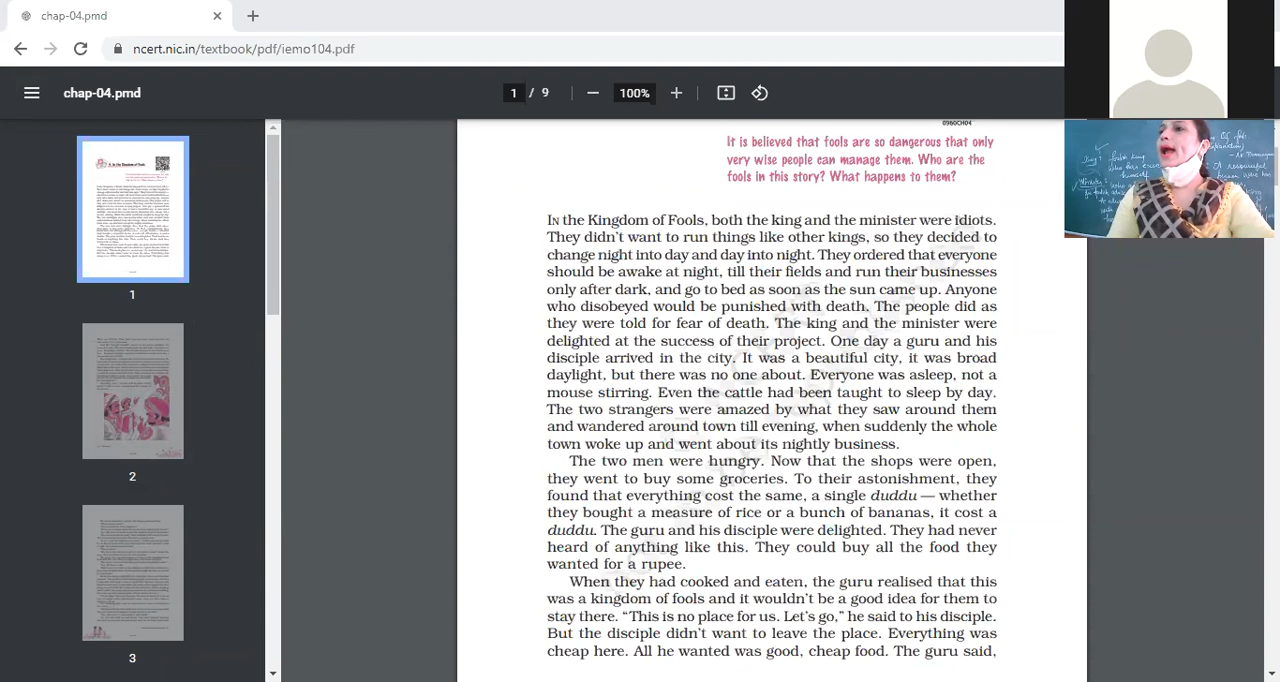 chap-04.pmd
ncert.nic.in/textbook/pdf/iemo104.pdf
chap-04.pmd
1 / 9
100%
1
2
3
0960CH04
It is believed that fools are so dangerous that only
very wise people can manage them. Who are the
fools in this story? What happens to them?
IN the Kingdom of Fools, both the king and the minister were idiots.
They didn't want to run things like other kings, so they decided to
change night into day and day into night. They ordered that everyone
should be awake at night, till their fields and run their businesses
only after dark, and go to bed as soon as the sun came up. Anyone
who disobeyed would be punished with death. The people did as
they were told for fear of death. The king and the minister were
delighted at the success of their project. One day a guru and his
disciple arrived in the city. It was a beautiful city, it was broad
daylight, but there was no one about. Everyone was asleep, not a
mouse stirring. Even the cattle had been taught to sleep by day.
The two strangers were amazed by what they saw around them
and wandered around town till evening, when suddenly the whole
town woke up and went about its nightly business.
The two men were hungry. Now that the shops were open,
they went to buy some groceries. To their astonishment, they
found that everything cost the same, a single duddu — whether
they bought a measure of rice or a bunch of bananas, it cost a
The guru and his disciple were delighted. They had never
heard of anything like this. They could buy all the food they
wanted for a rupee.
When they had cooked and eaten, the guru realised that this
was a kingdom of fools and it wouldn't be a good idea for them to
stay there. "This is no place for us. Let's go," he said to his disciple.
But the disciple didn't want to leave the place. Everything was
cheap here. All he wanted was good, cheap food. The guru said,